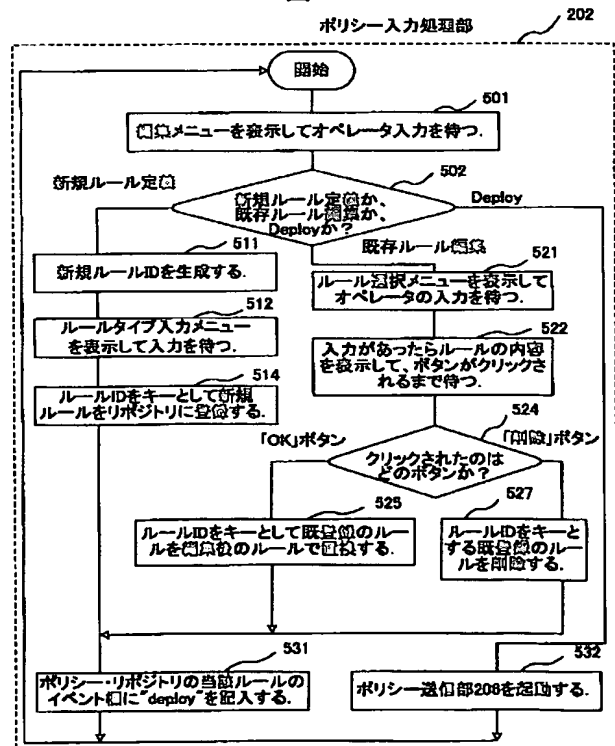 ポリシー入力処理部
202
開始
501
編集メニューを表示してオペレータ入力を待つ.
502
新規ルール定義
新規ルール定義か、
既存ルール編集か、
Deployか？
Deploy
既存ルール編集
511
新規ルールIDを生成する.
521
ルール選択メニューを表示して
オペレータの入力を待つ.
512
ルールタイプ入力メニュー
を表示して入力を待つ.
522
入力があったらルールの内容
を表示して、ボタンがクリックさ
れるまで待つ.
514
ルールIDをキーとして新規
ルールをリポジトリに登録する.
524
「OK」ボタン
「削除」ボタン
クリックされたのは
どのボタンか？
525
ルールIDをキーとして既登録のルー
ルを編集後のルールで置換する.
527
ルールIDをキーと
する既登録のルー
ルを削除する.
531
ポリシー・リポジトリの当該ルールの
イベント欄に"deploy"を記入する.
532
ポリシー送信部206を起動する.